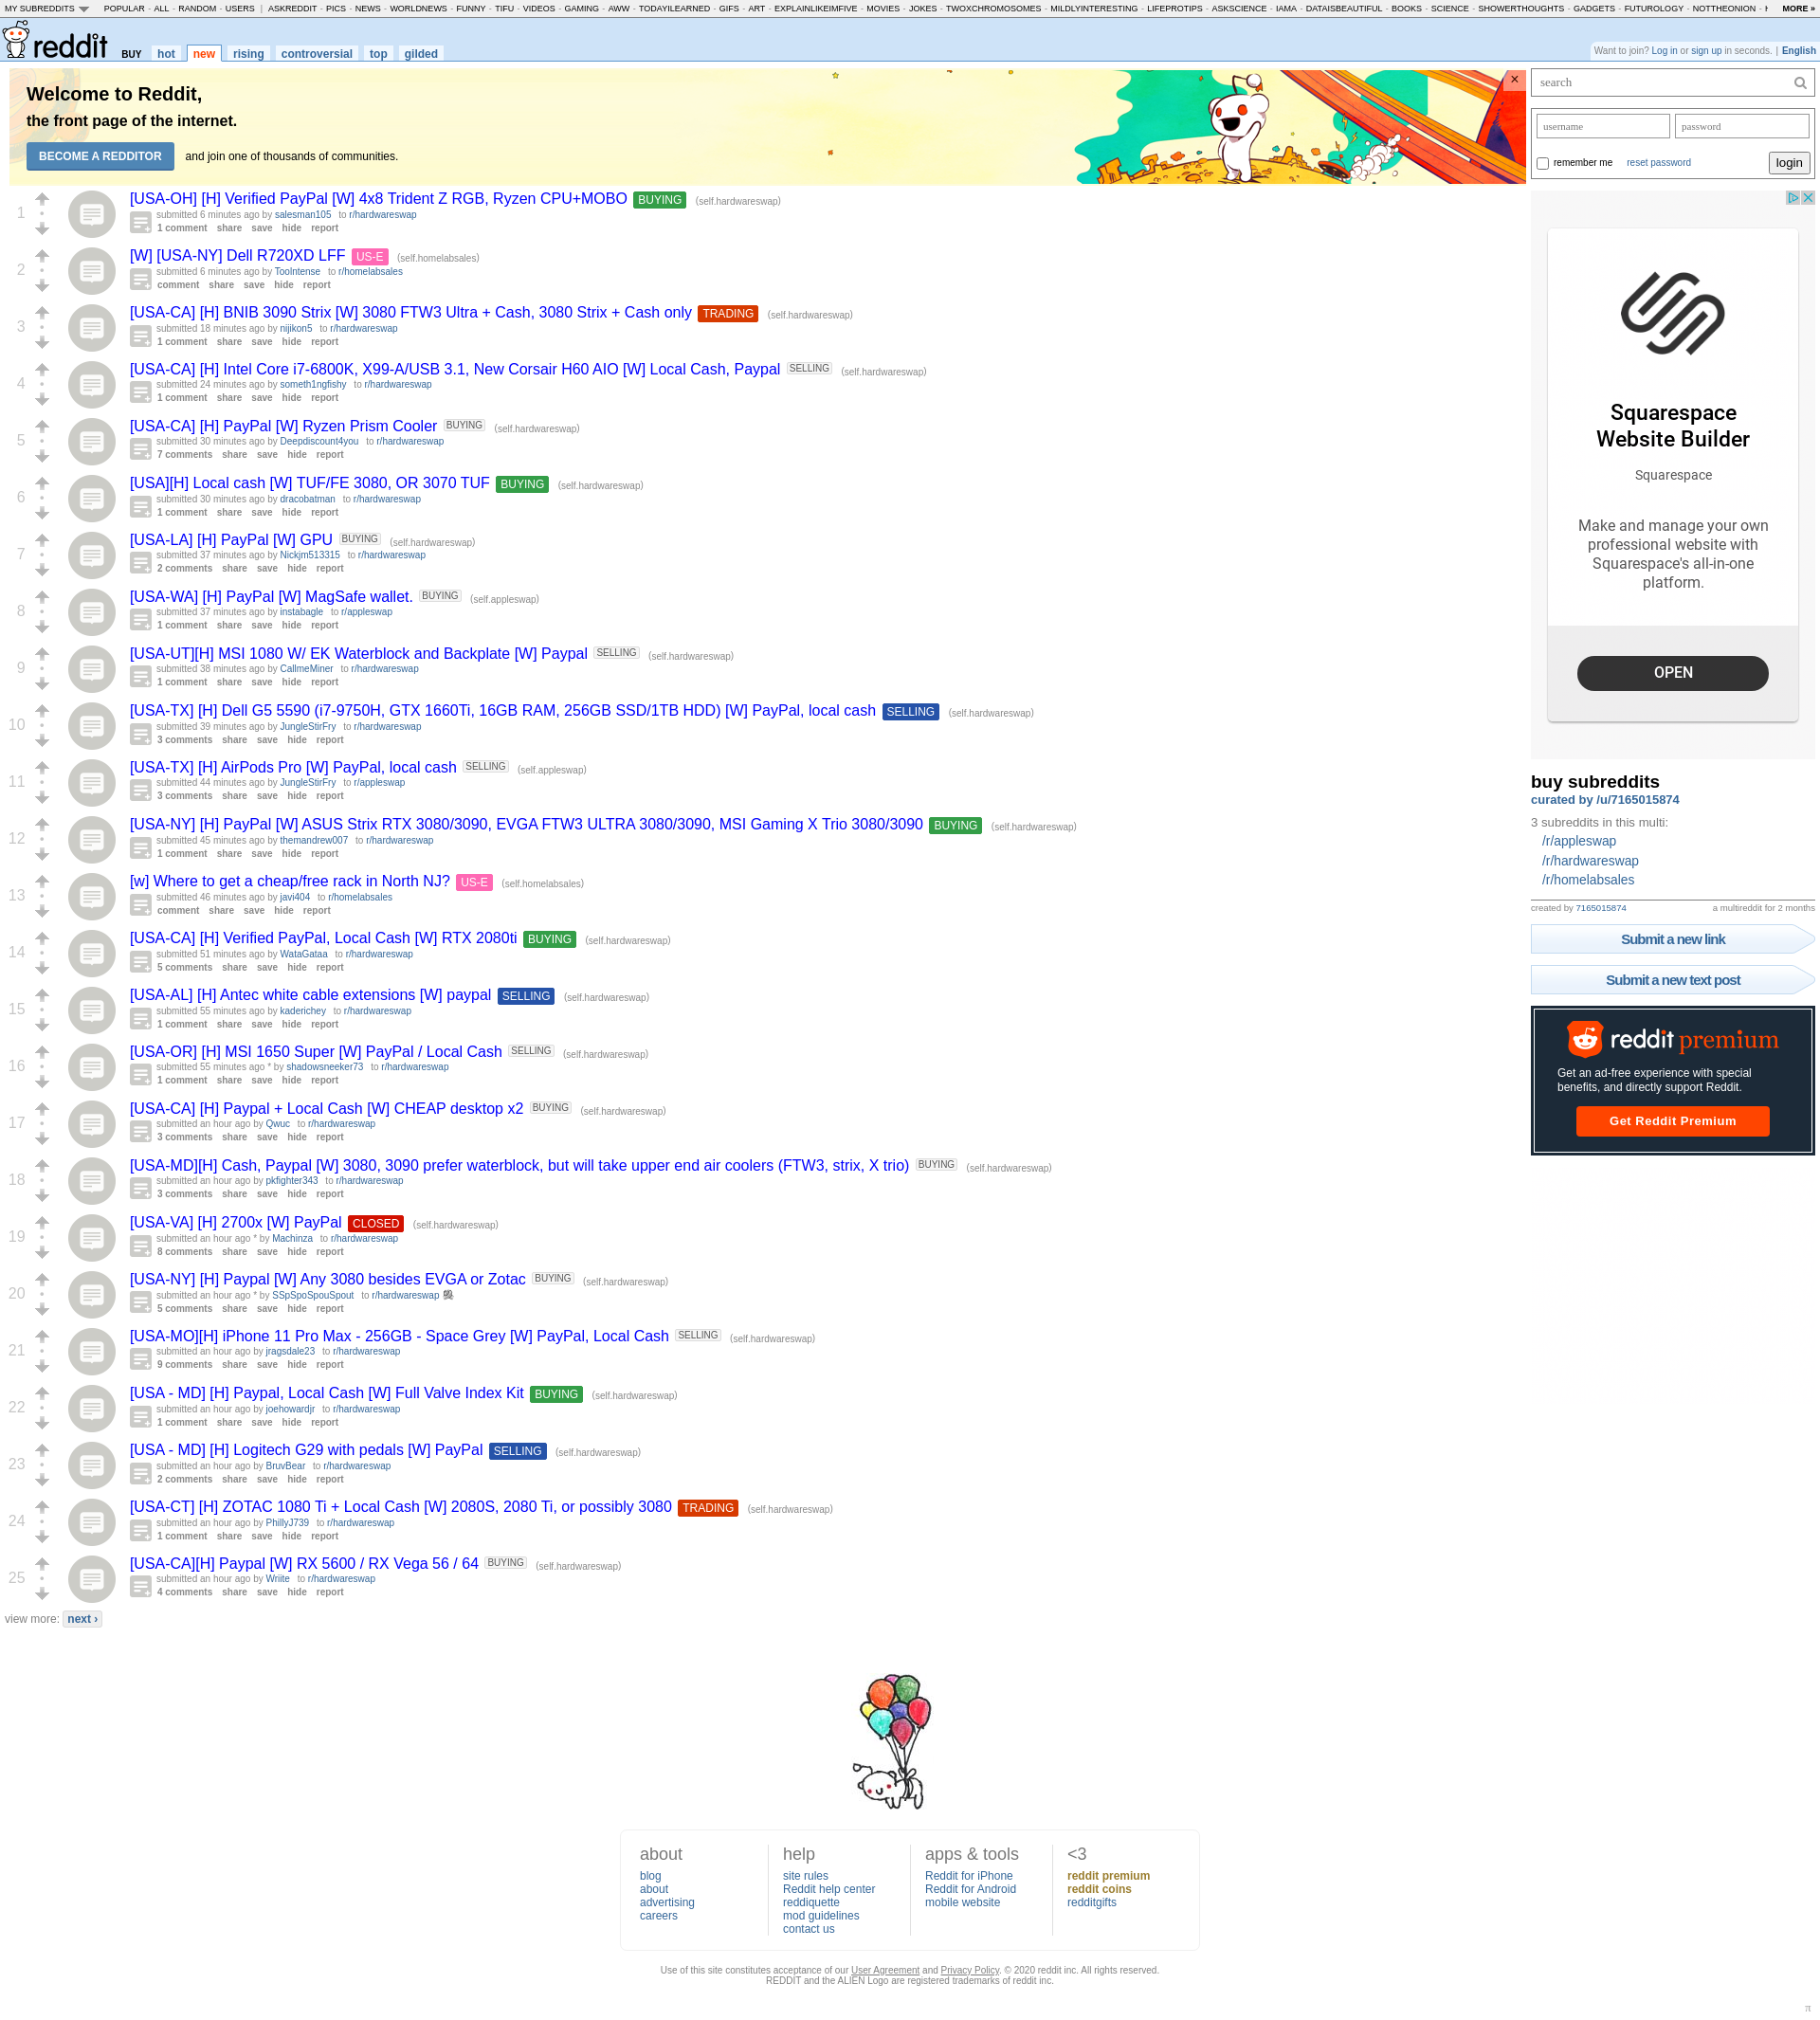 MY SUBREDDITS POPULAR - ALL - RANDOM - USERS | ASKREDDIT - PICS - NEWS - WORLDNEWS - FUNNY - TIFU - VIDEOS - GAMING - AWW - TODAYILEARNED - GIFS - ART - EXPLAINLIKEIMFIVE - MOVIES - JOKES - TWOXCHROMOSOMES - MILDLYINTERESTING - LIFEPROTIPS - ASKSCIENCE - IAMA - DATAISBEAUTIFUL - BOOKS - SCIENCE - SHOWERTHOUGHTS - GADGETS - FUTUROLOGY - NOTTHEONION - MORE »
reddit BUY hot new rising controversial top gilded
Want to join? Log in or sign up in seconds. | English
Welcome to Reddit,
the front page of the internet.
BECOME A REDDITOR and join one of thousands of communities.
×
1
[USA-OH] [H] Verified PayPal [W] 4x8 Trident Z RGB, Ryzen CPU+MOBO BUYING (self.hardwareswap)
submitted 6 minutes ago by salesman105 to r/hardwareswap
1 comment share save hide report
2
[W] [USA-NY] Dell R720XD LFF US-E (self.homelabsales)
submitted 6 minutes ago by TooIntense to r/homelabsales
comment share save hide report
3
[USA-CA] [H] BNIB 3090 Strix [W] 3080 FTW3 Ultra + Cash, 3080 Strix + Cash only TRADING (self.hardwareswap)
submitted 18 minutes ago by nijikon5 to r/hardwareswap
1 comment share save hide report
4
[USA-CA] [H] Intel Core i7-6800K, X99-A/USB 3.1, New Corsair H60 AIO [W] Local Cash, Paypal SELLING (self.hardwareswap)
submitted 24 minutes ago by someth1ngfishy to r/hardwareswap
1 comment share save hide report
5
[USA-CA] [H] PayPal [W] Ryzen Prism Cooler BUYING (self.hardwareswap)
submitted 30 minutes ago by Deepdiscount4you to r/hardwareswap
7 comments share save hide report
6
[USA][H] Local cash [W] TUF/FE 3080, OR 3070 TUF BUYING (self.hardwareswap)
submitted 30 minutes ago by dracobatman to r/hardwareswap
1 comment share save hide report
7
[USA-LA] [H] PayPal [W] GPU BUYING (self.hardwareswap)
submitted 37 minutes ago by Nickjm513315 to r/hardwareswap
2 comments share save hide report
8
[USA-WA] [H] PayPal [W] MagSafe wallet. BUYING (self.appleswap)
submitted 37 minutes ago by instabagle to r/appleswap
1 comment share save hide report
9
[USA-UT][H] MSI 1080 W/ EK Waterblock and Backplate [W] Paypal SELLING (self.hardwareswap)
submitted 38 minutes ago by CallmeMiner to r/hardwareswap
1 comment share save hide report
10
[USA-TX] [H] Dell G5 5590 (i7-9750H, GTX 1660Ti, 16GB RAM, 256GB SSD/1TB HDD) [W] PayPal, local cash SELLING (self.hardwareswap)
submitted 39 minutes ago by JungleStirFry to r/hardwareswap
3 comments share save hide report
11
[USA-TX] [H] AirPods Pro [W] PayPal, local cash SELLING (self.appleswap)
submitted 44 minutes ago by JungleStirFry to r/appleswap
3 comments share save hide report
12
[USA-NY] [H] PayPal [W] ASUS Strix RTX 3080/3090, EVGA FTW3 ULTRA 3080/3090, MSI Gaming X Trio 3080/3090 BUYING (self.hardwareswap)
submitted 45 minutes ago by themandrew007 to r/hardwareswap
1 comment share save hide report
13
[w] Where to get a cheap/free rack in North NJ? US-E (self.homelabsales)
submitted 46 minutes ago by javi404 to r/homelabsales
comment share save hide report
14
[USA-CA] [H] Verified PayPal, Local Cash [W] RTX 2080ti BUYING (self.hardwareswap)
submitted 51 minutes ago by WataGataa to r/hardwareswap
5 comments share save hide report
15
[USA-AL] [H] Antec white cable extensions [W] paypal SELLING (self.hardwareswap)
submitted 55 minutes ago by kaderichey to r/hardwareswap
1 comment share save hide report
16
[USA-OR] [H] MSI 1650 Super [W] PayPal / Local Cash SELLING (self.hardwareswap)
submitted 55 minutes ago * by shadowsneeker73 to r/hardwareswap
1 comment share save hide report
17
[USA-CA] [H] Paypal + Local Cash [W] CHEAP desktop x2 BUYING (self.hardwareswap)
submitted an hour ago by Qwuc to r/hardwareswap
3 comments share save hide report
18
[USA-MD][H] Cash, Paypal [W] 3080, 3090 prefer waterblock, but will take upper end air coolers (FTW3, strix, X trio) BUYING (self.hardwareswap)
submitted an hour ago by pkfighter343 to r/hardwareswap
3 comments share save hide report
19
[USA-VA] [H] 2700x [W] PayPal CLOSED (self.hardwareswap)
submitted an hour ago * by Machinza to r/hardwareswap
8 comments share save hide report
20
[USA-NY] [H] Paypal [W] Any 3080 besides EVGA or Zotac BUYING (self.hardwareswap)
submitted an hour ago * by SSpSpoSpouSpout to r/hardwareswap
5 comments share save hide report
21
[USA-MO][H] iPhone 11 Pro Max - 256GB - Space Grey [W] PayPal, Local Cash SELLING (self.hardwareswap)
submitted an hour ago by jragsdale23 to r/hardwareswap
9 comments share save hide report
22
[USA - MD] [H] Paypal, Local Cash [W] Full Valve Index Kit BUYING (self.hardwareswap)
submitted an hour ago by joehowardjr to r/hardwareswap
1 comment share save hide report
23
[USA - MD] [H] Logitech G29 with pedals [W] PayPal SELLING (self.hardwareswap)
submitted an hour ago by BruvBear to r/hardwareswap
2 comments share save hide report
24
[USA-CT] [H] ZOTAC 1080 Ti + Local Cash [W] 2080S, 2080 Ti, or possibly 3080 TRADING (self.hardwareswap)
submitted an hour ago by PhillyJ739 to r/hardwareswap
1 comment share save hide report
25
[USA-CA][H] Paypal [W] RX 5600 / RX Vega 56 / 64 BUYING (self.hardwareswap)
submitted an hour ago by Wriite to r/hardwareswap
4 comments share save hide report
view more: next ›
search
username password
remember me reset password login
Squarespace
Website Builder
Squarespace
Make and manage your own
professional website with
Squarespace's all-in-one
platform.
OPEN
buy subreddits
curated by /u/7165015874
3 subreddits in this multi:
/r/appleswap
/r/hardwareswap
/r/homelabsales
created by 7165015874 a multireddit for 2 months
Submit a new link
Submit a new text post
reddit premium
Get an ad-free experience with special
benefits, and directly support Reddit.
Get Reddit Premium
about
blog
about
advertising
careers
help
site rules
Reddit help center
reddiquette
mod guidelines
contact us
apps & tools
Reddit for iPhone
Reddit for Android
mobile website
<3
reddit premium
reddit coins
redditgifts
Use of this site constitutes acceptance of our User Agreement and Privacy Policy. © 2020 reddit inc. All rights reserved.
REDDIT and the ALIEN Logo are registered trademarks of reddit inc.
π